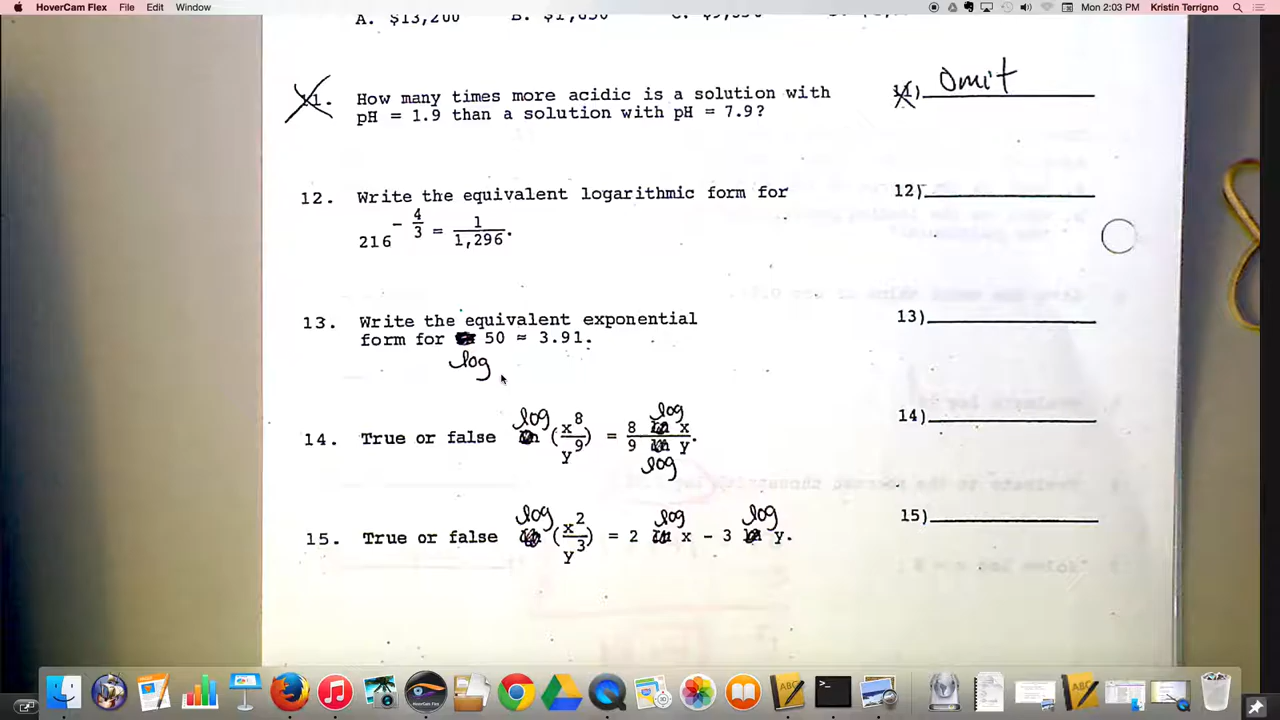 HoverCam Flex File Edit Window Mon 2:03 PM Kristin Terrigno
A. $13,200
11. How many times more acidic is a solution with 11) Omit
pH = 1.9 than a solution with pH = 7.9?
12. Write the equivalent logarithmic form for 12)
216^(-4/3) = 1/1,296.
13. Write the equivalent exponential 13)
form for 50 ≈ 3.91.
log
14. True or false log (x^8/y^9) = 8 log x / 9 log y. 14)
15. True or false log (x^2/y^3) = 2 log x - 3 log y. 15)